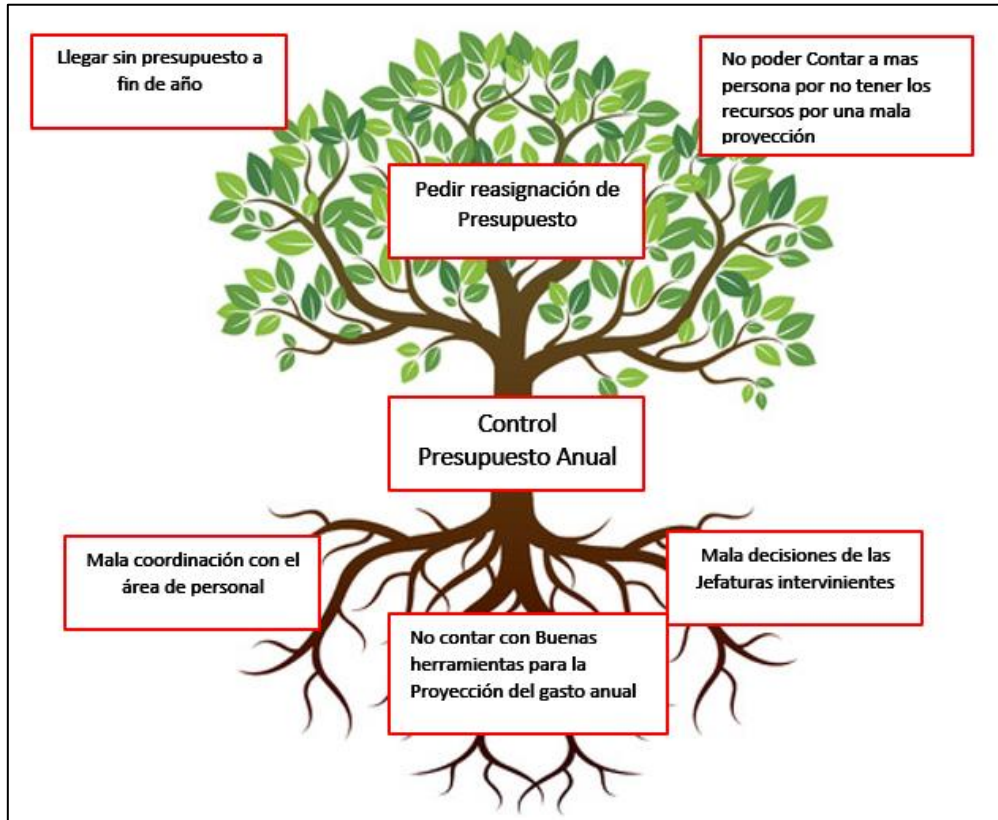 Llegar sin presupuesto a
fin de año
No poder Contar a mas
persona por no tener los
recursos por una mala
proyección
Pedir reasignación de
Presupuesto
Control
Presupuesto Anual
Mala coordinación con el
área de personal
Mala decisiones de las
Jefaturas intervinientes
No contar con Buenas
herramientas para la
Proyección del gasto anual